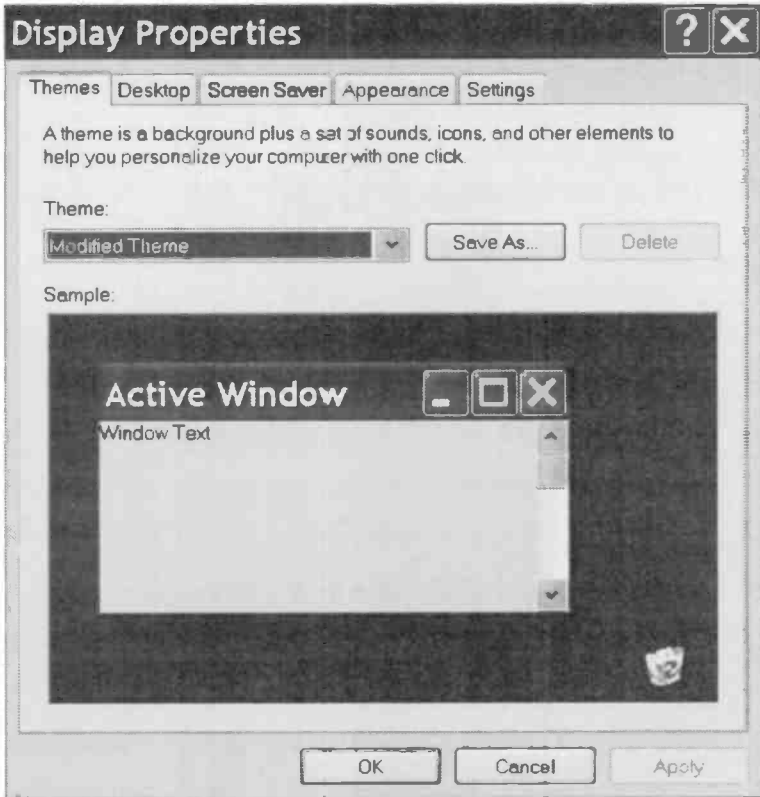 Display Properties
Themes Desktop Screen Saver Appearance Settings
A theme is a background plus a set of sounds, icons, and other elements to
help you personalize your computer with one click.
Theme:
Modified Theme
Save As...
Delete
Sample:
Active Window
Window Text
OK
Cancel
Apply